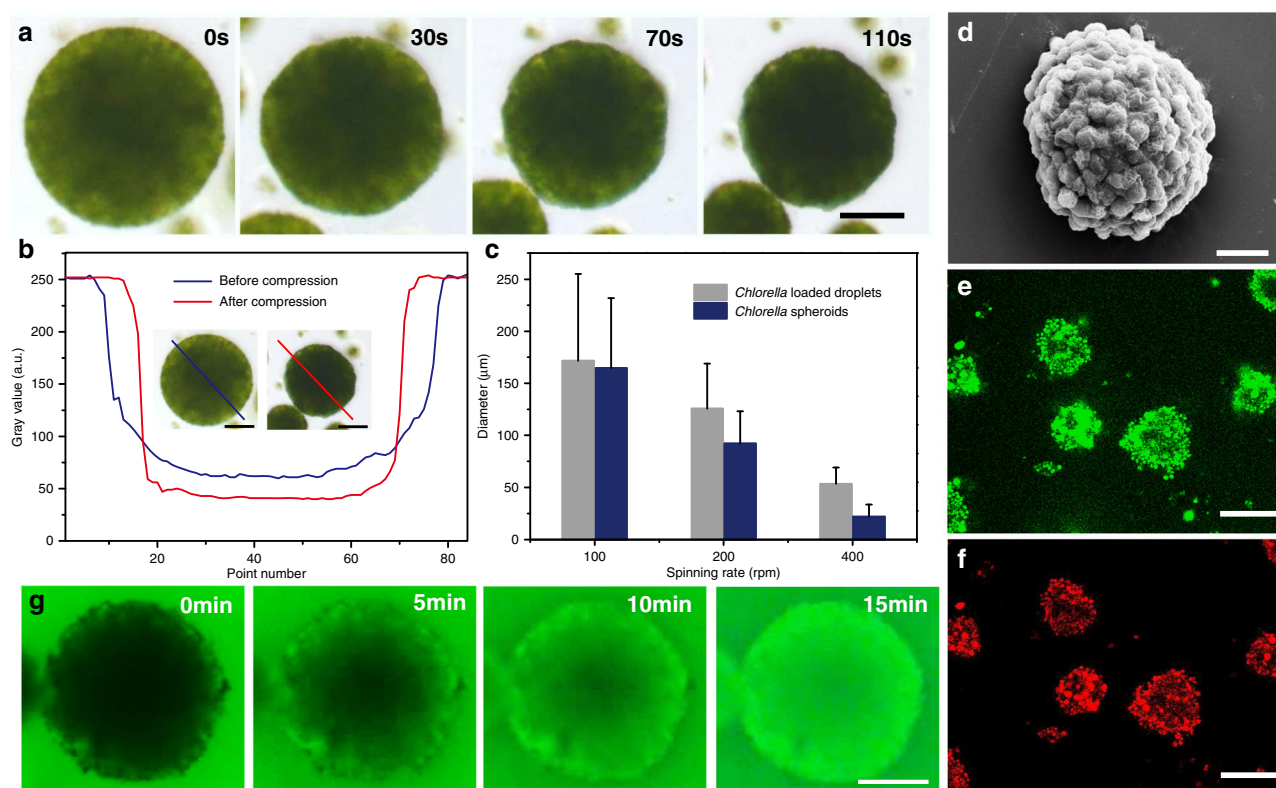 a
0s
30s
70s
110s
b
Before compression
After compression
250
200
150
100
50
0
Gray value (a.u.)
20
40
60
80
Point number
c
Chlorella loaded droplets
Chlorella spheroids
250
200
150
100
50
0
Diameter (μm)
100
200
400
Spinning rate (rpm)
d
e
f
g
0min
5min
10min
15min